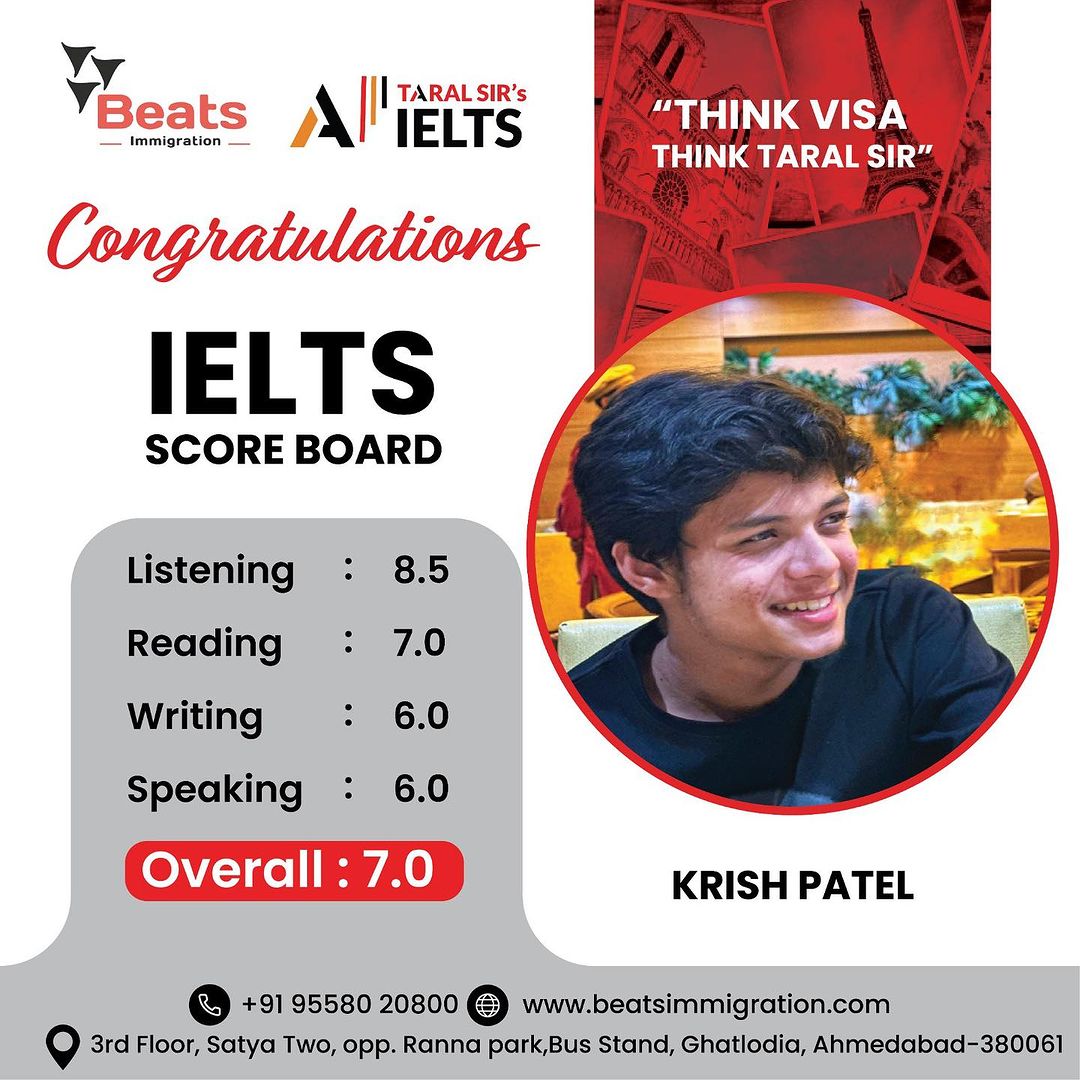 Beats
Immigration
TARAL SIR's
IELTS
"THINK VISA
THINK TARAL SIR"
Congratulations
IELTS
SCORE BOARD
Listening : 8.5
Reading : 7.0
Writing : 6.0
Speaking : 6.0
Overall : 7.0
KRISH PATEL
+91 95580 20800 www.beatsimmigration.com
3rd Floor, Satya Two, opp. Ranna park,Bus Stand, Ghatlodia, Ahmedabad-380061